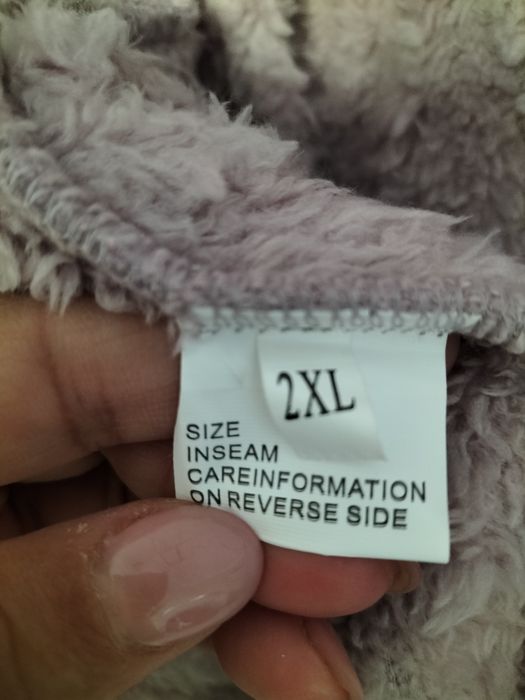 2XL
SIZE
INSEAM
CAREINFORMATION
ON REVERSE SIDE